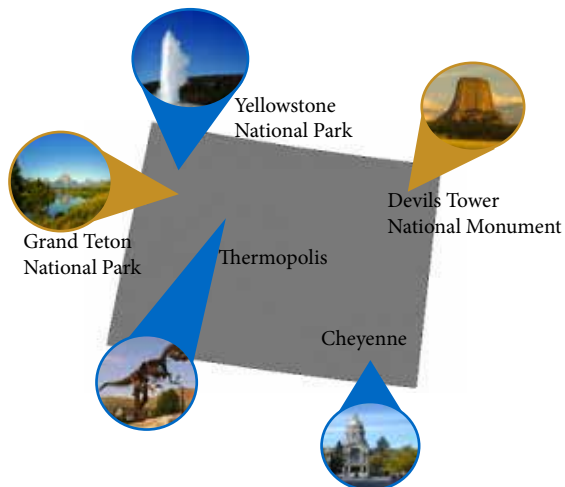 Yellowstone
National Park
Devils Tower
National Monument
Grand Teton
National Park
Thermopolis
Cheyenne